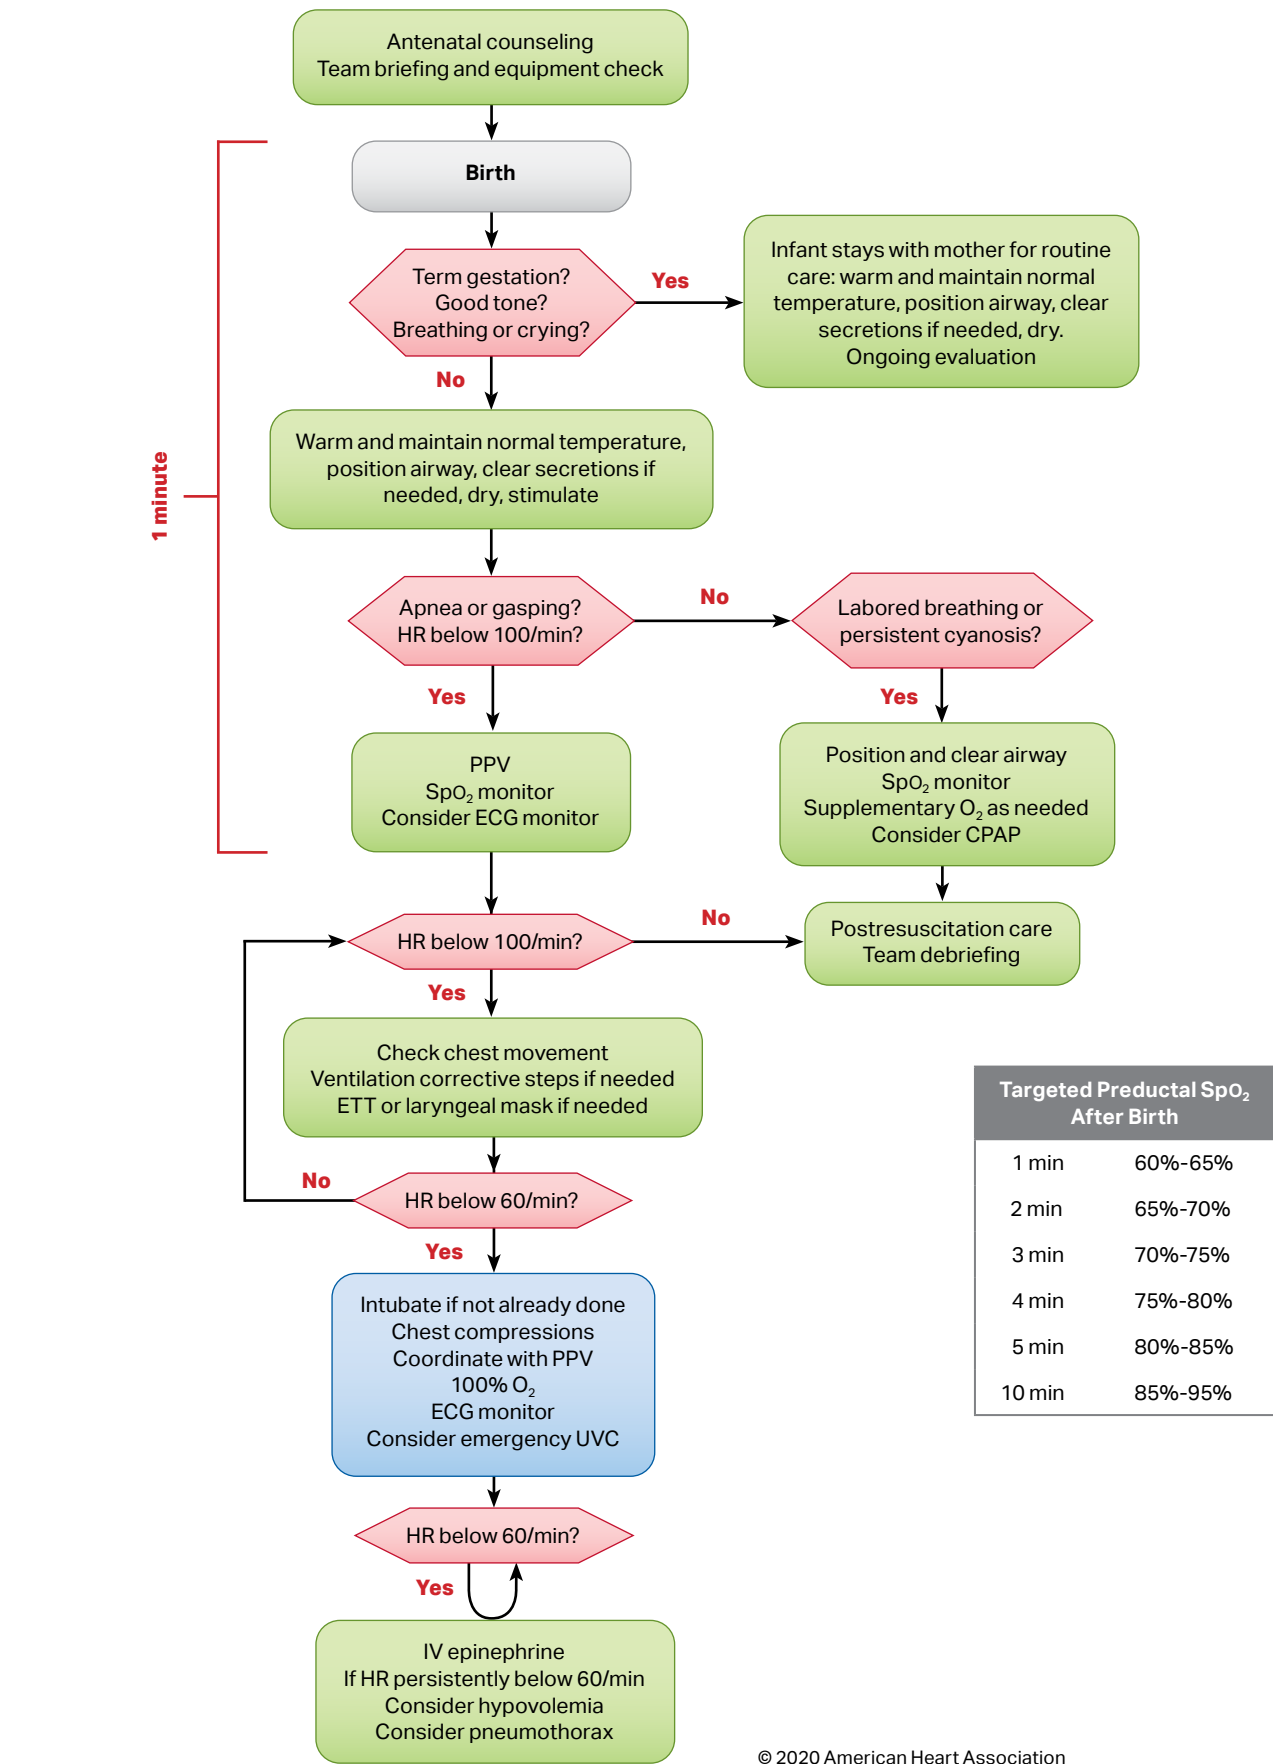 Antenatal counseling
Team briefing and equipment check
Birth
Term gestation?
Good tone?
Breathing or crying?
Yes
Infant stays with mother for routine
care: warm and maintain normal
temperature, position airway, clear
secretions if needed, dry.
Ongoing evaluation
No
Warm and maintain normal temperature,
position airway, clear secretions if
needed, dry, stimulate
1 minute
Apnea or gasping?
HR below 100/min?
No
Labored breathing or
persistent cyanosis?
Yes
Yes
PPV
SpO₂ monitor
Consider ECG monitor
Position and clear airway
SpO₂ monitor
Supplementary O₂ as needed
Consider CPAP
HR below 100/min?
No
Postresuscitation care
Team debriefing
Yes
Check chest movement
Ventilation corrective steps if needed
ETT or laryngeal mask if needed
No
HR below 60/min?
Yes
Intubate if not already done
Chest compressions
Coordinate with PPV
100% O₂
ECG monitor
Consider emergency UVC
HR below 60/min?
Yes
IV epinephrine
If HR persistently below 60/min
Consider hypovolemia
Consider pneumothorax
Targeted Preductal SpO₂
After Birth
1 min 60%-65%
2 min 65%-70%
3 min 70%-75%
4 min 75%-80%
5 min 80%-85%
10 min 85%-95%
© 2020 American Heart Association